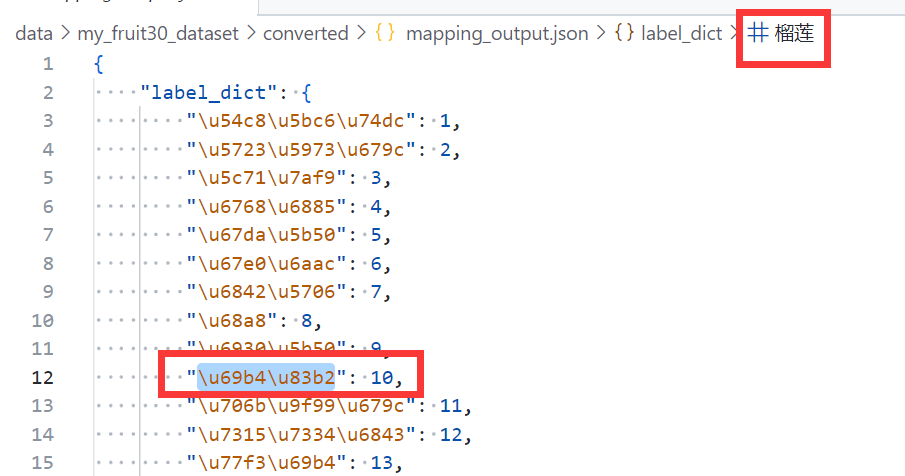 data > my_fruit30_dataset > converted > {} mapping_output.json > {} label_dict > 榴莲
1 {
2 "label_dict": {
3 "\u54c8\u5bc6\u74dc": 1,
4 "\u5723\u5973\u679c": 2,
5 "\u5c71\u7af9": 3,
6 "\u6768\u6885": 4,
7 "\u67da\u5b50": 5,
8 "\u67e0\u6aac": 6,
9 "\u6842\u5706": 7,
10 "\u68a8": 8,
11 "\u6930\u5b50": 9,
12 "\u69b4\u83b2": 10,
13 "\u706b\u9f99\u679c": 11,
14 "\u7315\u7334\u6843": 12,
15 "\u77f3\u69b4": 13,